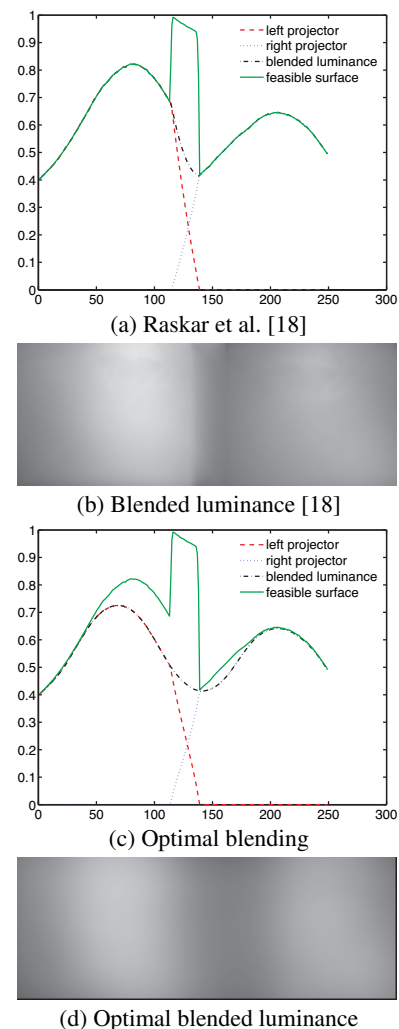 1
0.9
0.8
0.7
0.6
0.5
0.4
0.3
0.2
0.1
0
left projector
right projector
blended luminance
feasible surface
0 50 100 150 200 250 300
(a) Raskar et al. [18]
(b) Blended luminance [18]
1
0.9
0.8
0.7
0.6
0.5
0.4
0.3
0.2
0.1
0
left projector
right projector
blended luminance
feasible surface
0 50 100 150 200 250 300
(c) Optimal blending
(d) Optimal blended luminance